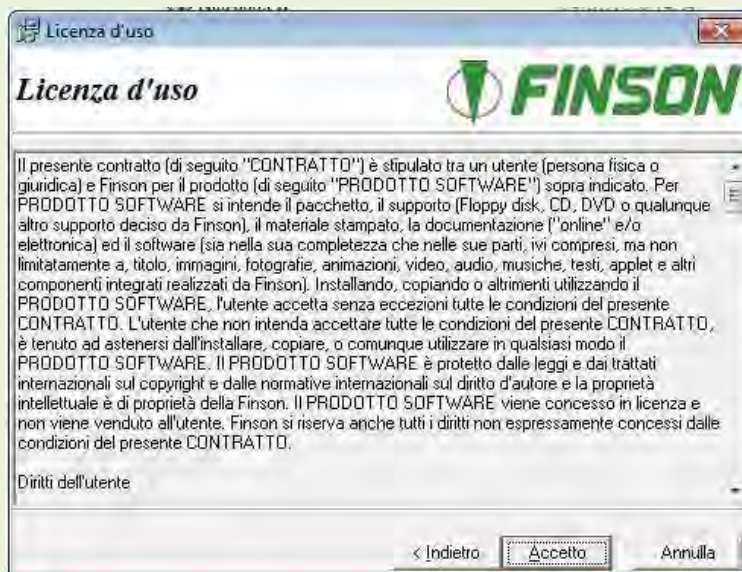 Licenza d'uso
Licenza d'uso
FINSON
Il presente contratto (di seguito "CONTRATTO") è stipulato tra un utente (persona fisica o
giuridica) e Finson per il prodotto (di seguito "PRODOTTO SOFTWARE") sopra indicato. Per
PRODOTTO SOFTWARE si intende il pacchetto, il supporto (Floppy disk, CD, DVD o qualunque
altro supporto deciso da Finson), il materiale stampato, la documentazione ("online" e/o
elettronica) ed il software (sia nella sua completezza che nelle sue parti, ivi compresi, ma non
limitatamente a, titolo, immagini, fotografie, animazioni, video, audio, musiche, testi, applet e altri
componenti integrati realizzati da Finson). Installando, copiando o altrimenti utilizzando il
PRODOTTO SOFTWARE, l'utente accetta senza eccezioni tutte le condizioni del presente
CONTRATTO. L'utente che non intenda accettare tutte le condizioni del presente CONTRATTO,
è tenuto ad astenersi dall'installare, copiare, o comunque utilizzare in qualsiasi modo il
PRODOTTO SOFTWARE. Il PRODOTTO SOFTWARE è protetto dalle leggi e dai trattati
internazionali sul copyright e dalle normative internazionali sul diritto d'autore e la proprietà
intellettuale è di proprietà della Finson. Il PRODOTTO SOFTWARE viene concesso in licenza e
non viene venduto all'utente. Finson si riserva anche tutti i diritti non espressamente concessi dalle
condizioni del presente CONTRATTO.
Diritti dell'utente
< Indietro Accetto Annulla